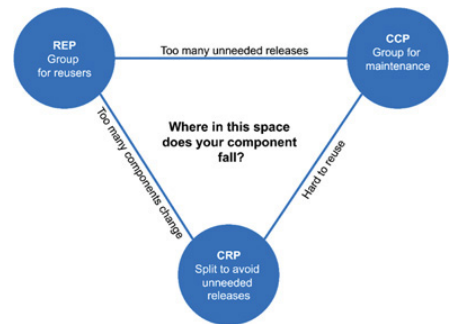 REP
Group
for reusers
Too many unneeded releases
CCP
Group for
maintenance
Too many components change
Where in this space
does your component
fall?
Hard to reuse
CRP
Split to avoid
unneeded
releases